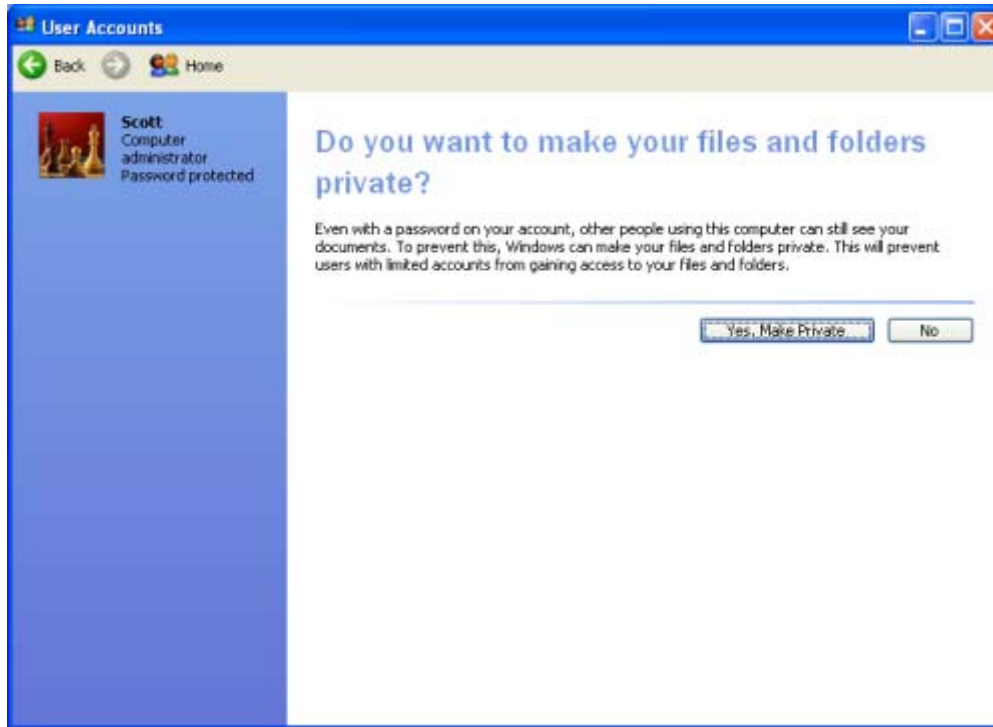 User Accounts
Back Home
Scott
Computer
administrator
Password protected
Do you want to make your files and folders
private?
Even with a password on your account, other people using this computer can still see your
documents. To prevent this, Windows can make your files and folders private. This will prevent
users with limited accounts from gaining access to your files and folders.
Yes, Make Private
No